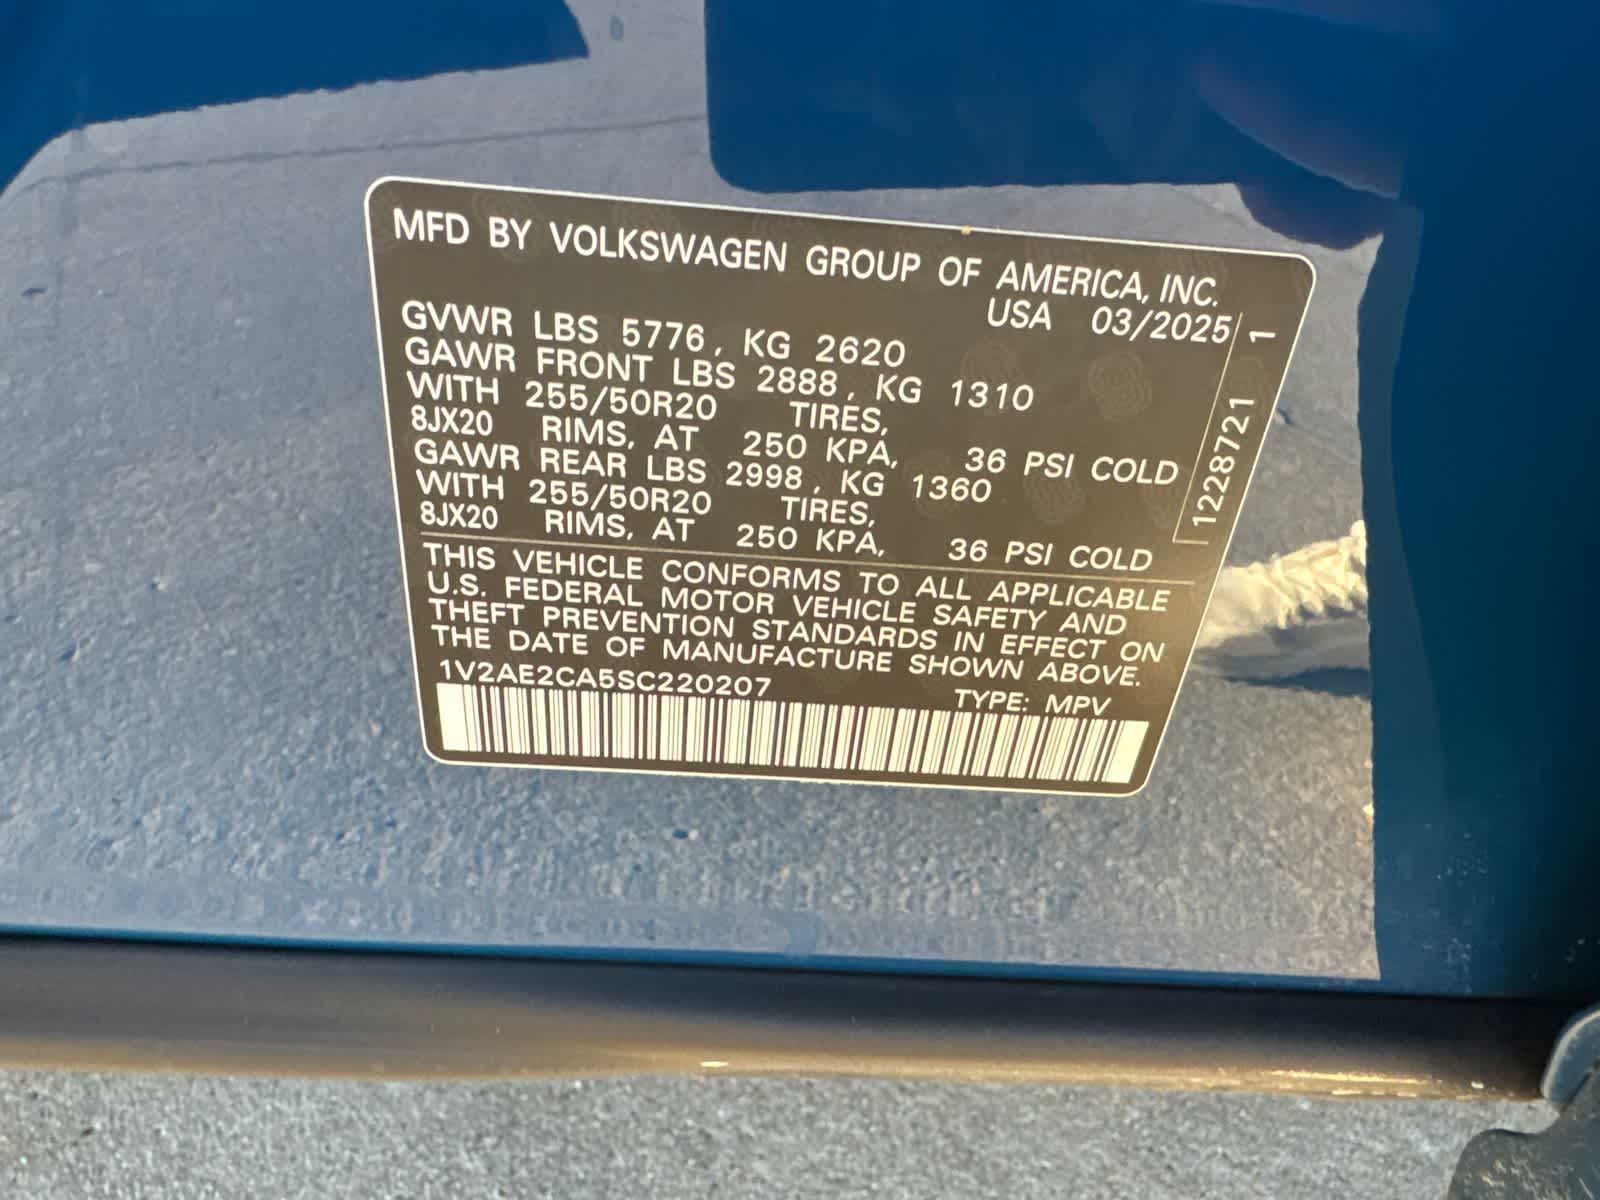 MFD BY VOLKSWAGEN GROUP OF AMERICA, INC.
USA 03/2025
GVWR LBS 5776, KG 2620
GAWR FRONT LBS 2888, KG 1310
WITH 255/50R20 TIRES,
8JX20 RIMS, AT 250 KPA, 36 PSI COLD
GAWR REAR LBS 2998, KG 1360
WITH 255/50R20 TIRES,
8JX20 RIMS, AT 250 KPA, 36 PSI COLD
THIS VEHICLE CONFORMS TO ALL APPLICABLE
U.S. FEDERAL MOTOR VEHICLE SAFETY AND
THEFT PREVENTION STANDARDS IN EFFECT ON
THE DATE OF MANUFACTURE SHOWN ABOVE.
1V2AE2CA5SC220207 TYPE: MPV
1228721 1